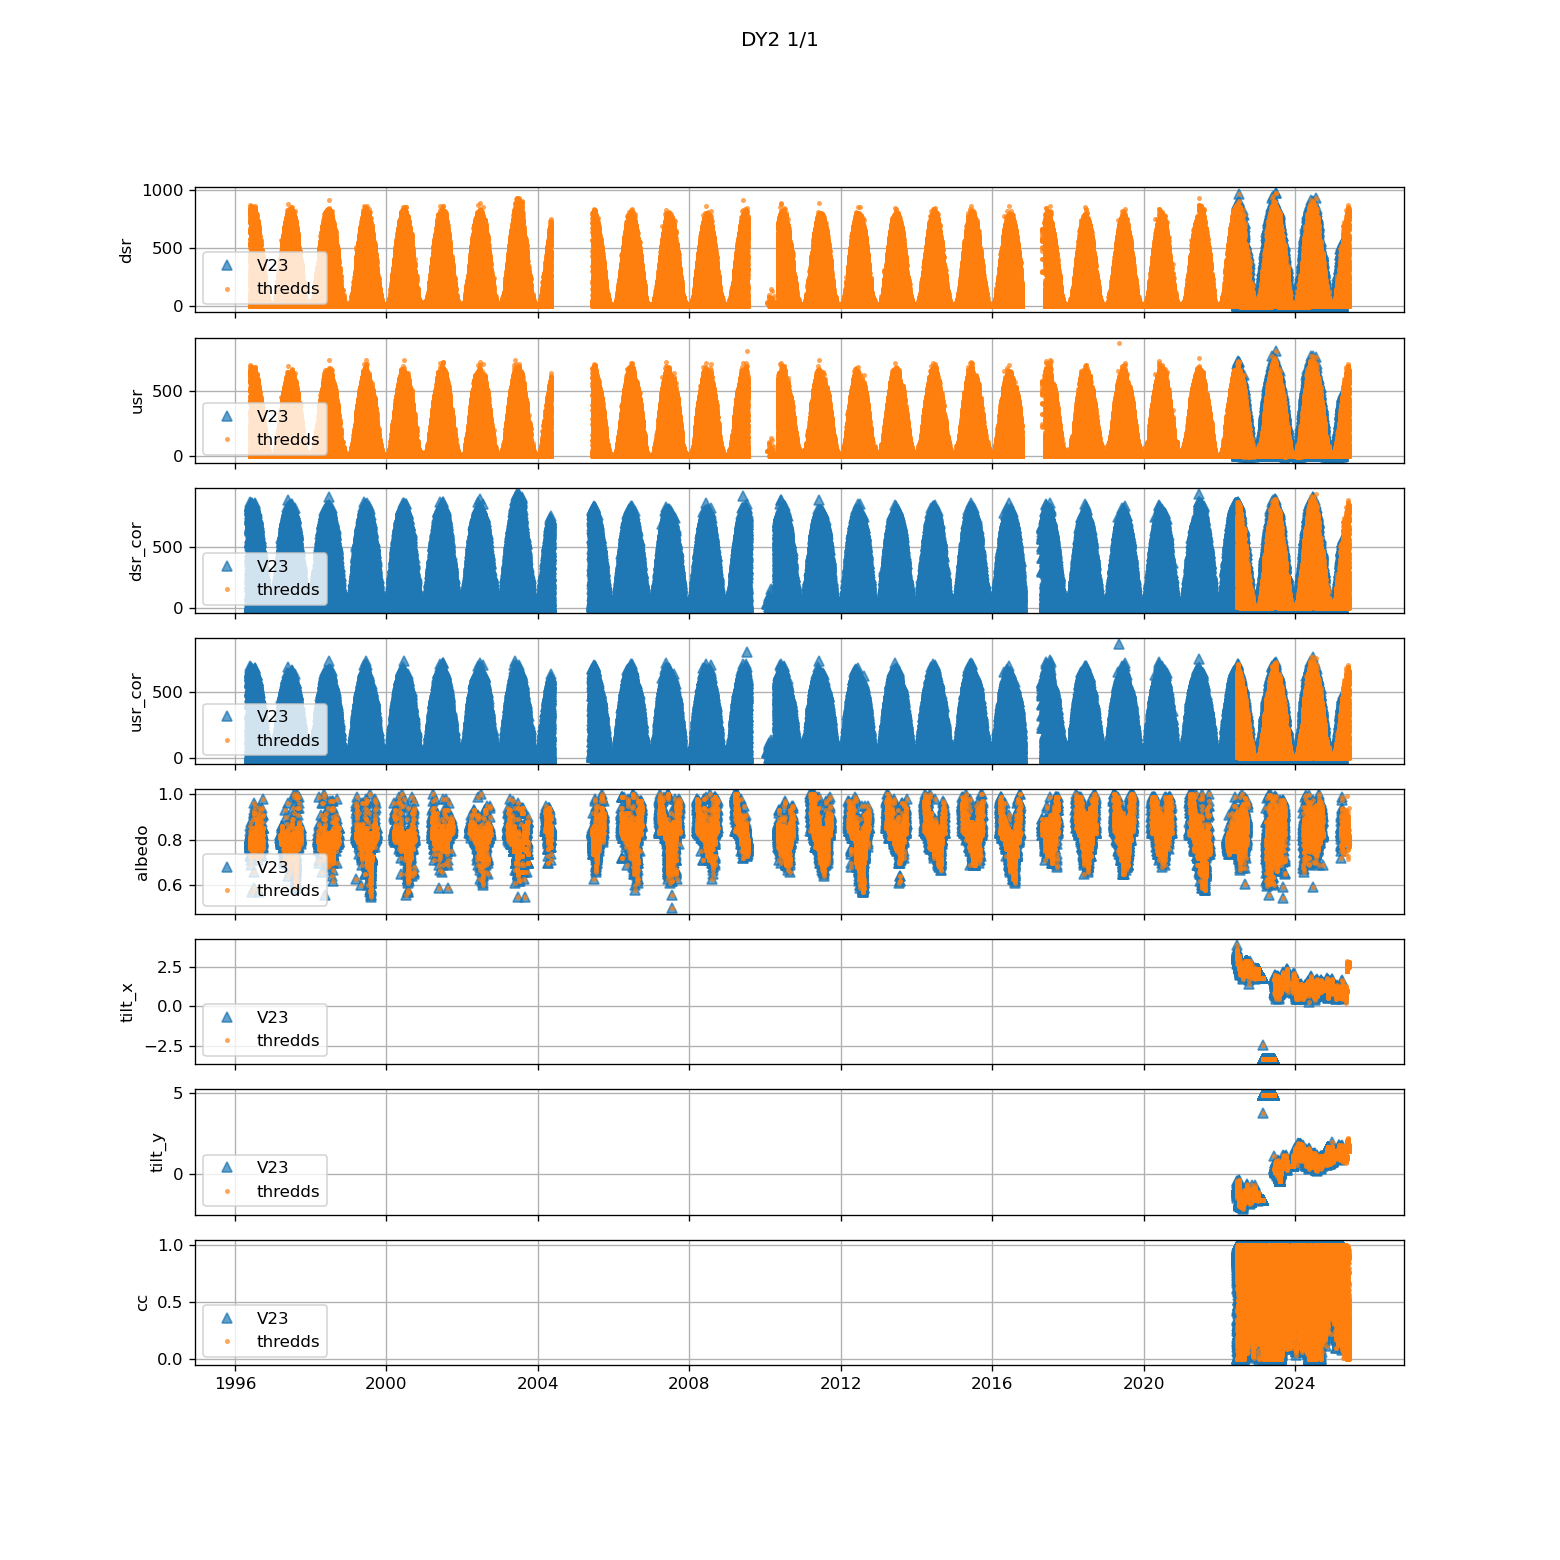 DY2 1/1
1000
500
0
dsr
V23
thredds
500
0
usr
V23
thredds
500
0
dsr_cor
V23
thredds
500
0
usr_cor
V23
thredds
1.0
0.8
0.6
albedo
V23
thredds
2.5
0.0
−2.5
tilt_x
V23
thredds
5
0
tilt_y
V23
thredds
1.0
0.5
0.0
cc
V23
thredds
1996 2000 2004 2008 2012 2016 2020 2024